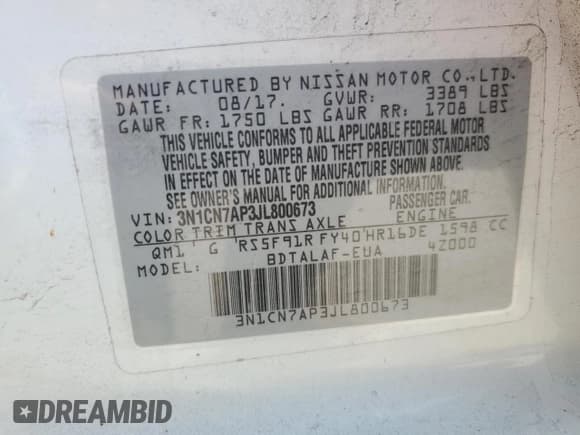 MANUFACTURED BY NISSAN MOTOR CO., LTD.
DATE: 08/17. GVWR: 3389 LBS
GAWR FR: 1750 LBS GAWR RR: 1708 LBS
THIS VEHICLE CONFORMS TO ALL APPLICABLE FEDERAL MOTOR
VEHICLE SAFETY, BUMPER AND THEFT PREVENTION STANDARDS
IN EFFECT ON THE DATE OF MANUFACTURE SHOWN ABOVE.
SEE OWNER'S MANUAL FOR ADDITIONAL INFORMATION.
VIN: 3N1CN7AP3JL800673 PASSENGER CAR.
COLOR TRIM TRANS AXLE ENGINE
QM1 G RS5F91R FY40 HR16DE 1598 CC
MODEL: BDTALAF-EUA 4Z000
3N1CN7AP3JL800673
DREAMBID